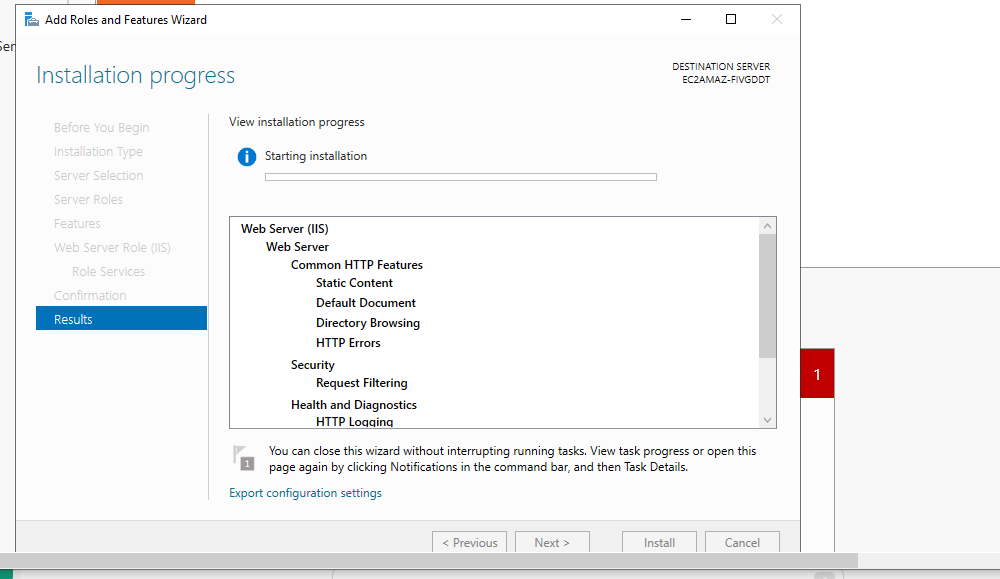 Add Roles and Features Wizard
Ser
Installation progress
DESTINATION SERVER
EC2AMAZ-FIVGDDT
Before You Begin
Installation Type
Server Selection
Server Roles
Features
Web Server Role (IIS)
Role Services
Confirmation
Results
View installation progress
Starting installation
Web Server (IIS)
Web Server
Common HTTP Features
Static Content
Default Document
Directory Browsing
HTTP Errors
Security
Request Filtering
Health and Diagnostics
HTTP Logging
1
1
You can close this wizard without interrupting running tasks. View task progress or open this
page again by clicking Notifications in the command bar, and then Task Details.
Export configuration settings
< Previous
Next >
Install
Cancel